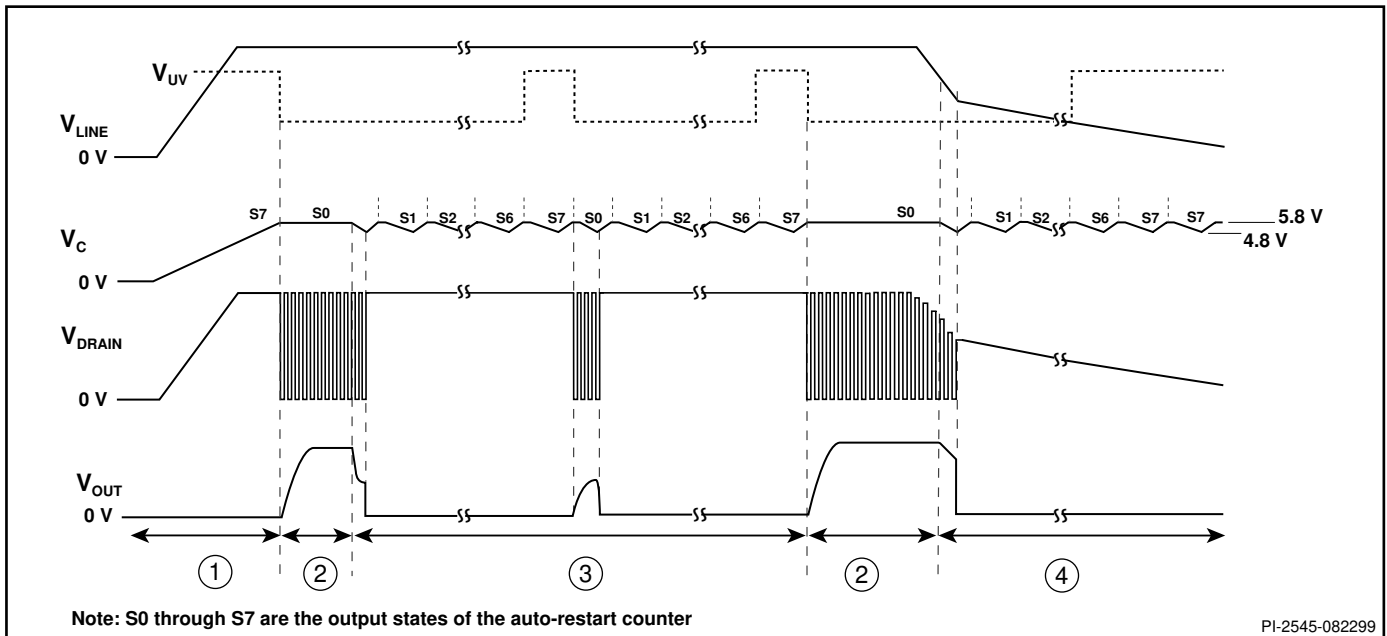 V_UV
V_LINE
0 V
S7 S0 S1 S2 S6 S7 S0 S1 S2 S6 S7 S0 S1 S2 S6 S7 S7
5.8 V
4.8 V
V_C
0 V
V_DRAIN
0 V
V_OUT
0 V
1 2 3 2 4
Note: S0 through S7 are the output states of the auto-restart counter
PI-2545-082299